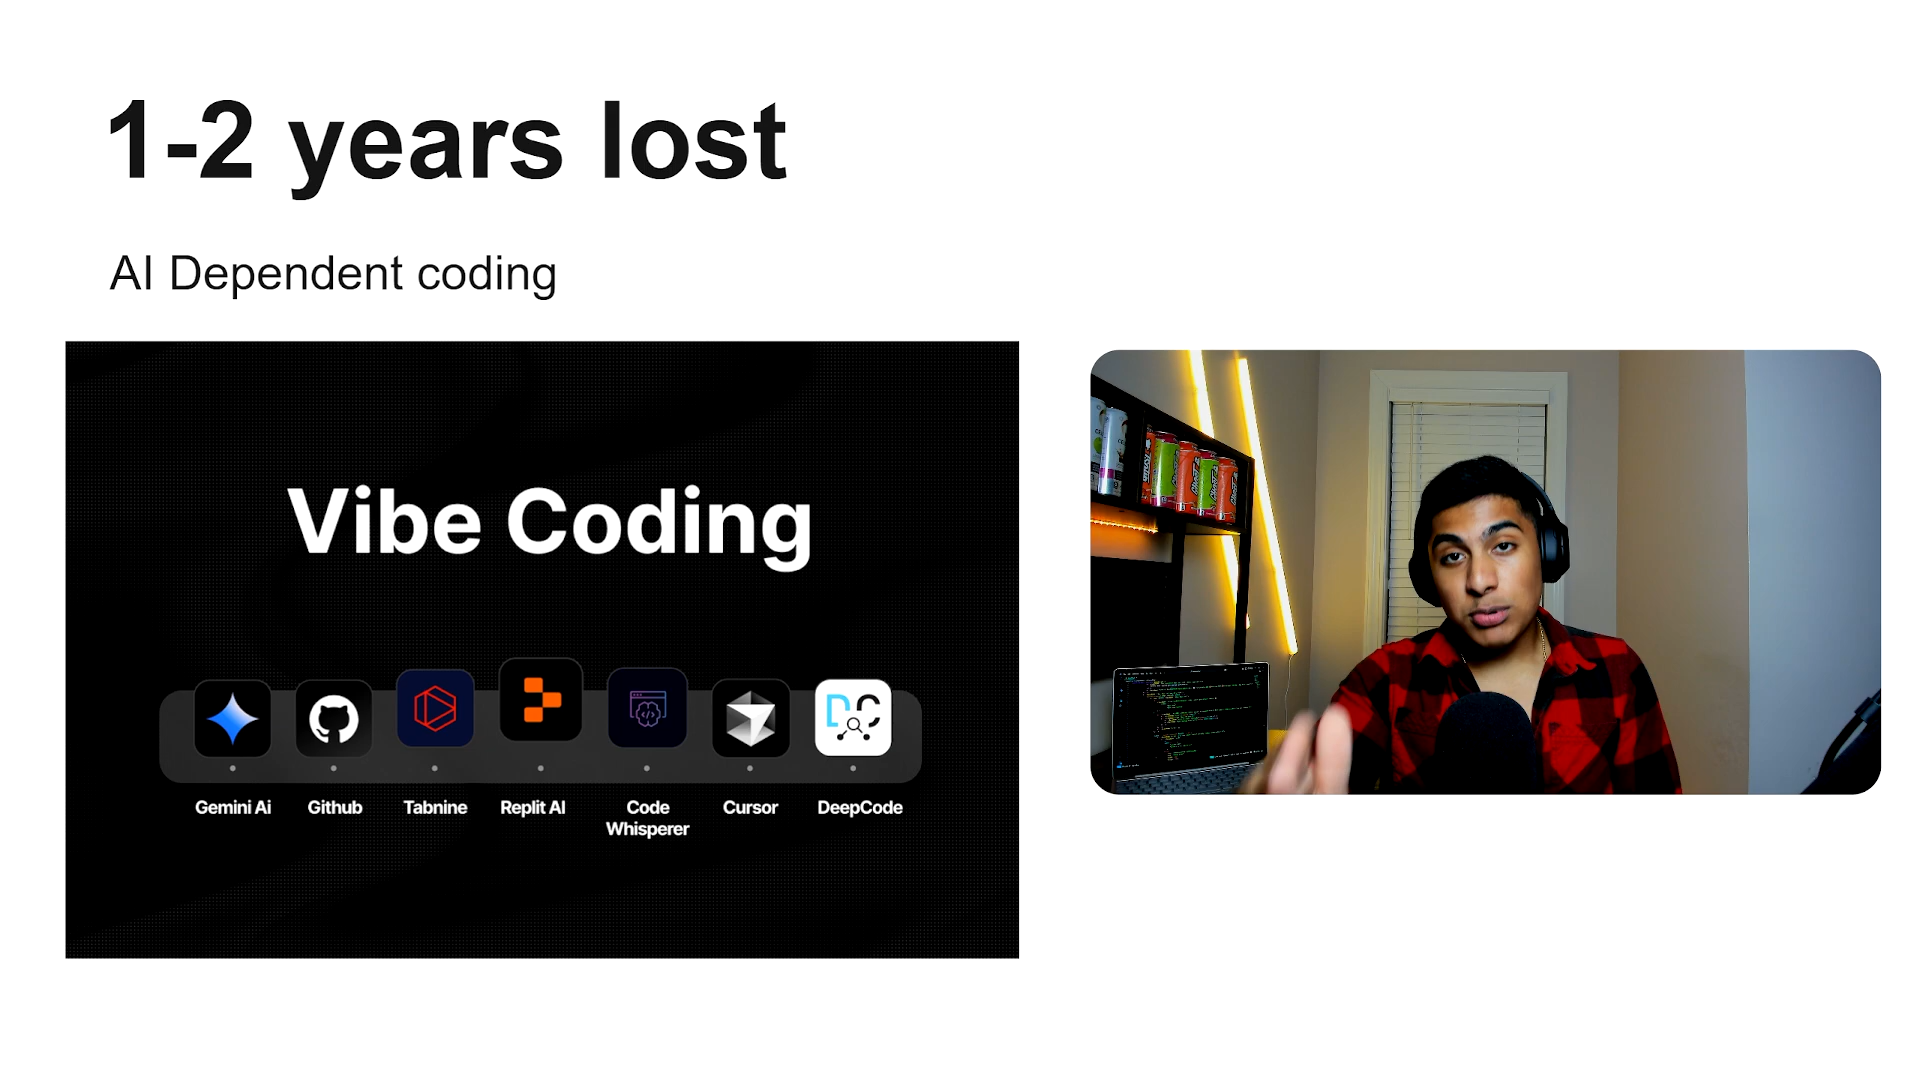 1-2 years lost
AI Dependent coding
Vibe Coding
Gemini Ai
Github
Tabnine
Replit AI
Code
Whisperer
Cursor
DeepCode